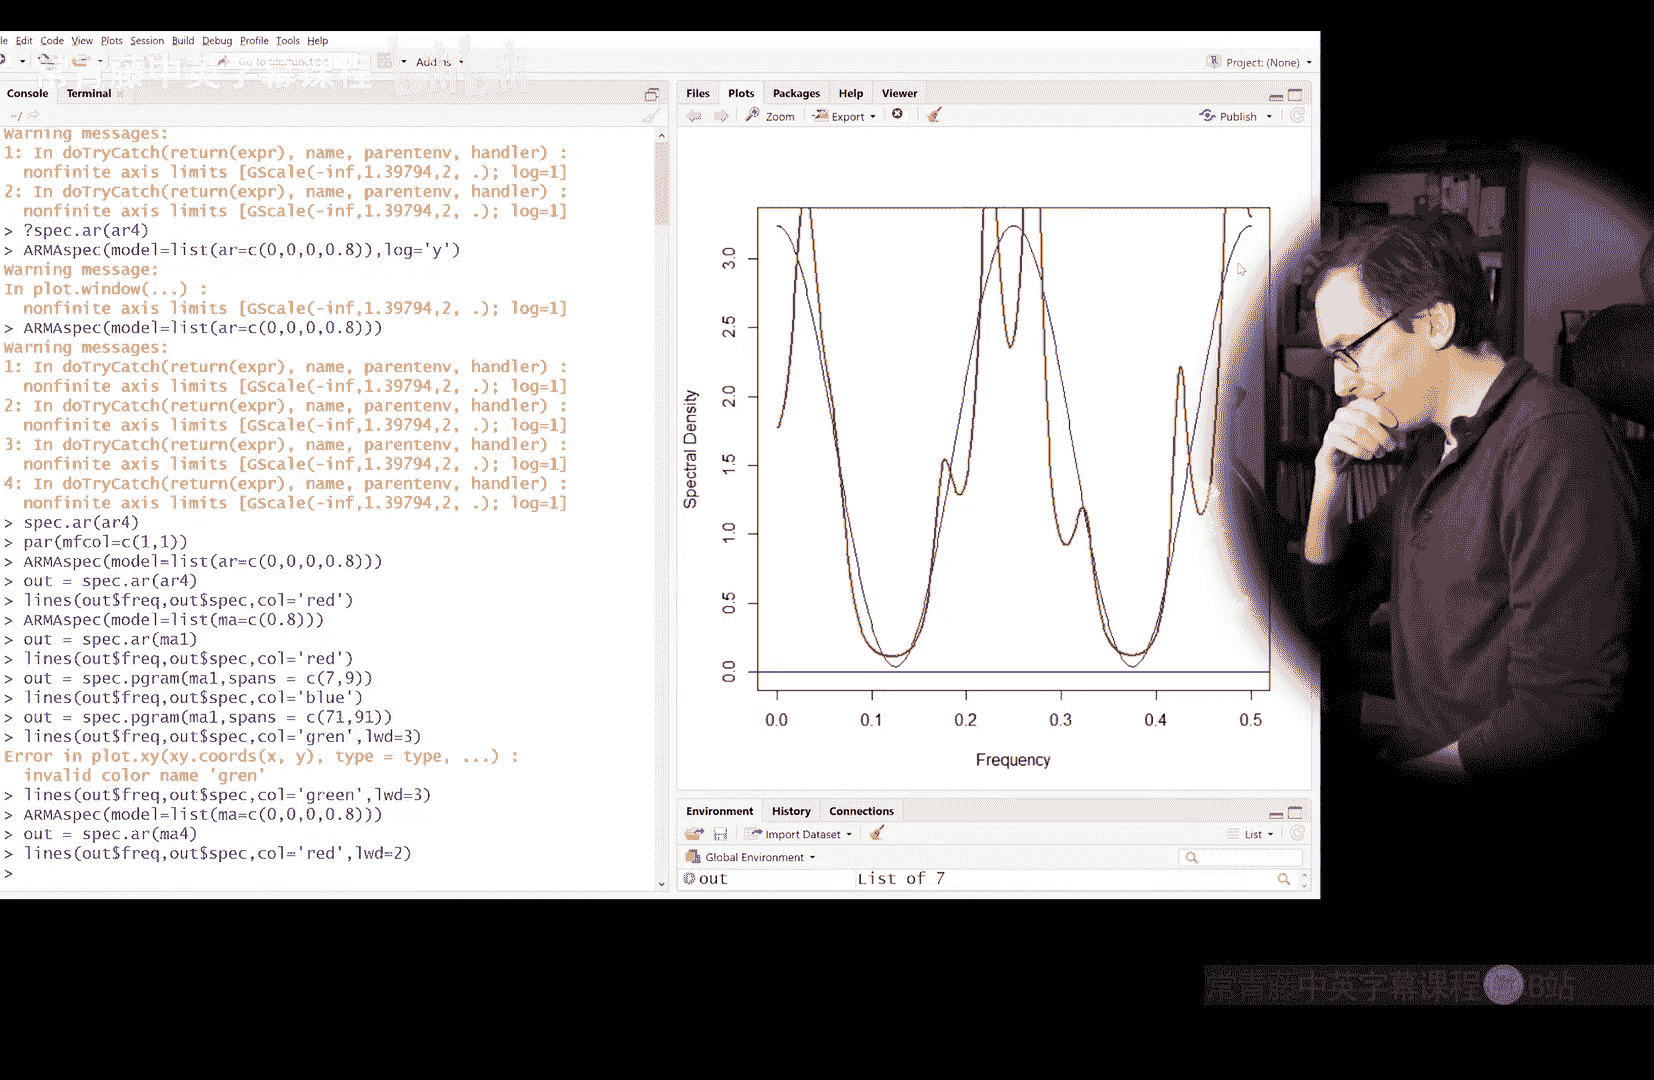 le Edit Code View Plots Session Build Debug Profile Tools Help
常青藤中英字幕课程
Go to file/function
Addins
Project: (None)
Console Terminal
Files Plots Packages Help Viewer
~/
Zoom Export Publish
Warning messages:
1: In doTryCatch(return(expr), name, parentenv, handler) :
nonfinite axis limits [GScale(-inf,1.39794,2, .); log=1]
2: In doTryCatch(return(expr), name, parentenv, handler) :
nonfinite axis limits [GScale(-inf,1.39794,2, .); log=1]
> ?spec.ar(ar4)
> ARMAspec(model=list(ar=c(0,0,0,0.8)),log='y')
Warning message:
In plot.window(...) :
nonfinite axis limits [GScale(-inf,1.39794,2, .); log=1]
> ARMAspec(model=list(ar=c(0,0,0,0.8)))
Warning messages:
1: In doTryCatch(return(expr), name, parentenv, handler) :
nonfinite axis limits [GScale(-inf,1.39794,2, .); log=1]
2: In doTryCatch(return(expr), name, parentenv, handler) :
nonfinite axis limits [GScale(-inf,1.39794,2, .); log=1]
3: In doTryCatch(return(expr), name, parentenv, handler) :
nonfinite axis limits [GScale(-inf,1.39794,2, .); log=1]
4: In doTryCatch(return(expr), name, parentenv, handler) :
nonfinite axis limits [GScale(-inf,1.39794,2, .); log=1]
> spec.ar(ar4)
> par(mfcol=c(1,1))
> ARMAspec(model=list(ar=c(0,0,0,0.8)))
> out = spec.ar(ar4)
> lines(out$freq,out$spec,col='red')
> ARMAspec(model=list(ma=c(0.8)))
> out = spec.ar(ma1)
> lines(out$freq,out$spec,col='red')
> out = spec.pgram(ma1,spans = c(7,9))
> lines(out$freq,out$spec,col='blue')
> out = spec.pgram(ma1,spans = c(71,91))
> lines(out$freq,out$spec,col='gren',lwd=3)
Error in plot.xy(xy.coords(x, y), type = type, ...) :
invalid color name 'gren'
> lines(out$freq,out$spec,col='green',lwd=3)
> ARMAspec(model=list(ma=c(0,0,0,0.8)))
> out = spec.ar(ma4)
> lines(out$freq,out$spec,col='red',lwd=2)
>
Spectral Density
3.0
2.5
2.0
1.5
1.0
0.5
0.0
0.0 0.1 0.2 0.3 0.4 0.5
Frequency
Environment History Connections
Import Dataset List
Global Environment
out List of 7
常青藤中英字幕课程 B站